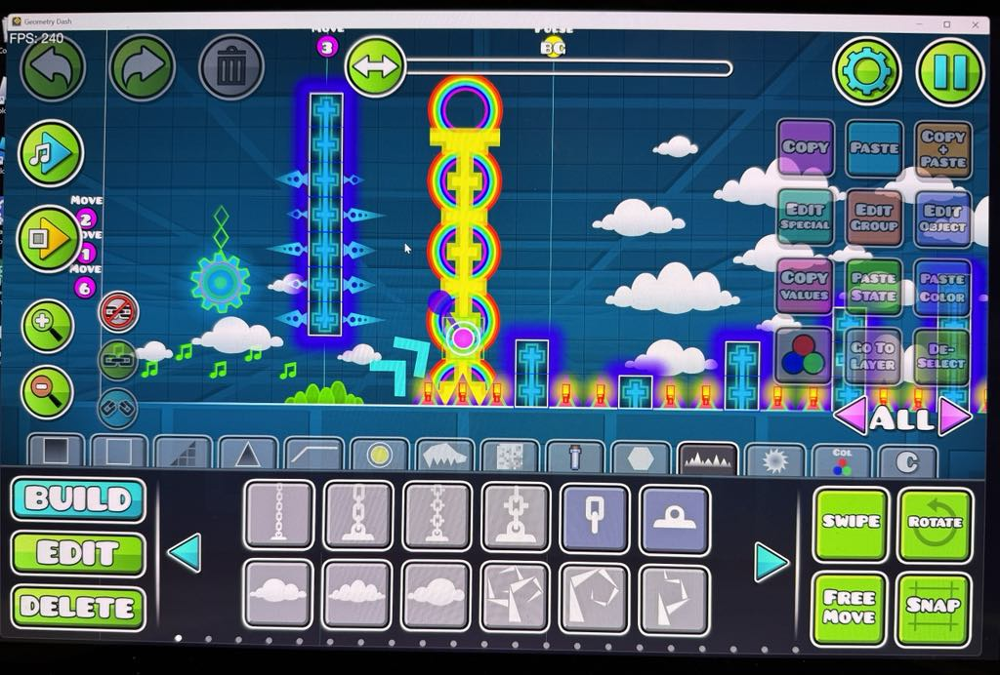 Geometry Dash
FPS: 240
MOVE
3
PULSE
BC
COPY
PASTE
COPY
+
PASTE
EDIT
SPECIAL
EDIT
GROUP
EDIT
OBJECT
MOVE
2
MOVE
1
MOVE
6
COPY
VALUES
PASTE
STATE
PASTE
COLOR
GO TO
LAYER
DE-
SELECT
ALL
COL
C
BUILD
EDIT
DELETE
SWIPE
ROTATE
FREE
MOVE
SNAP